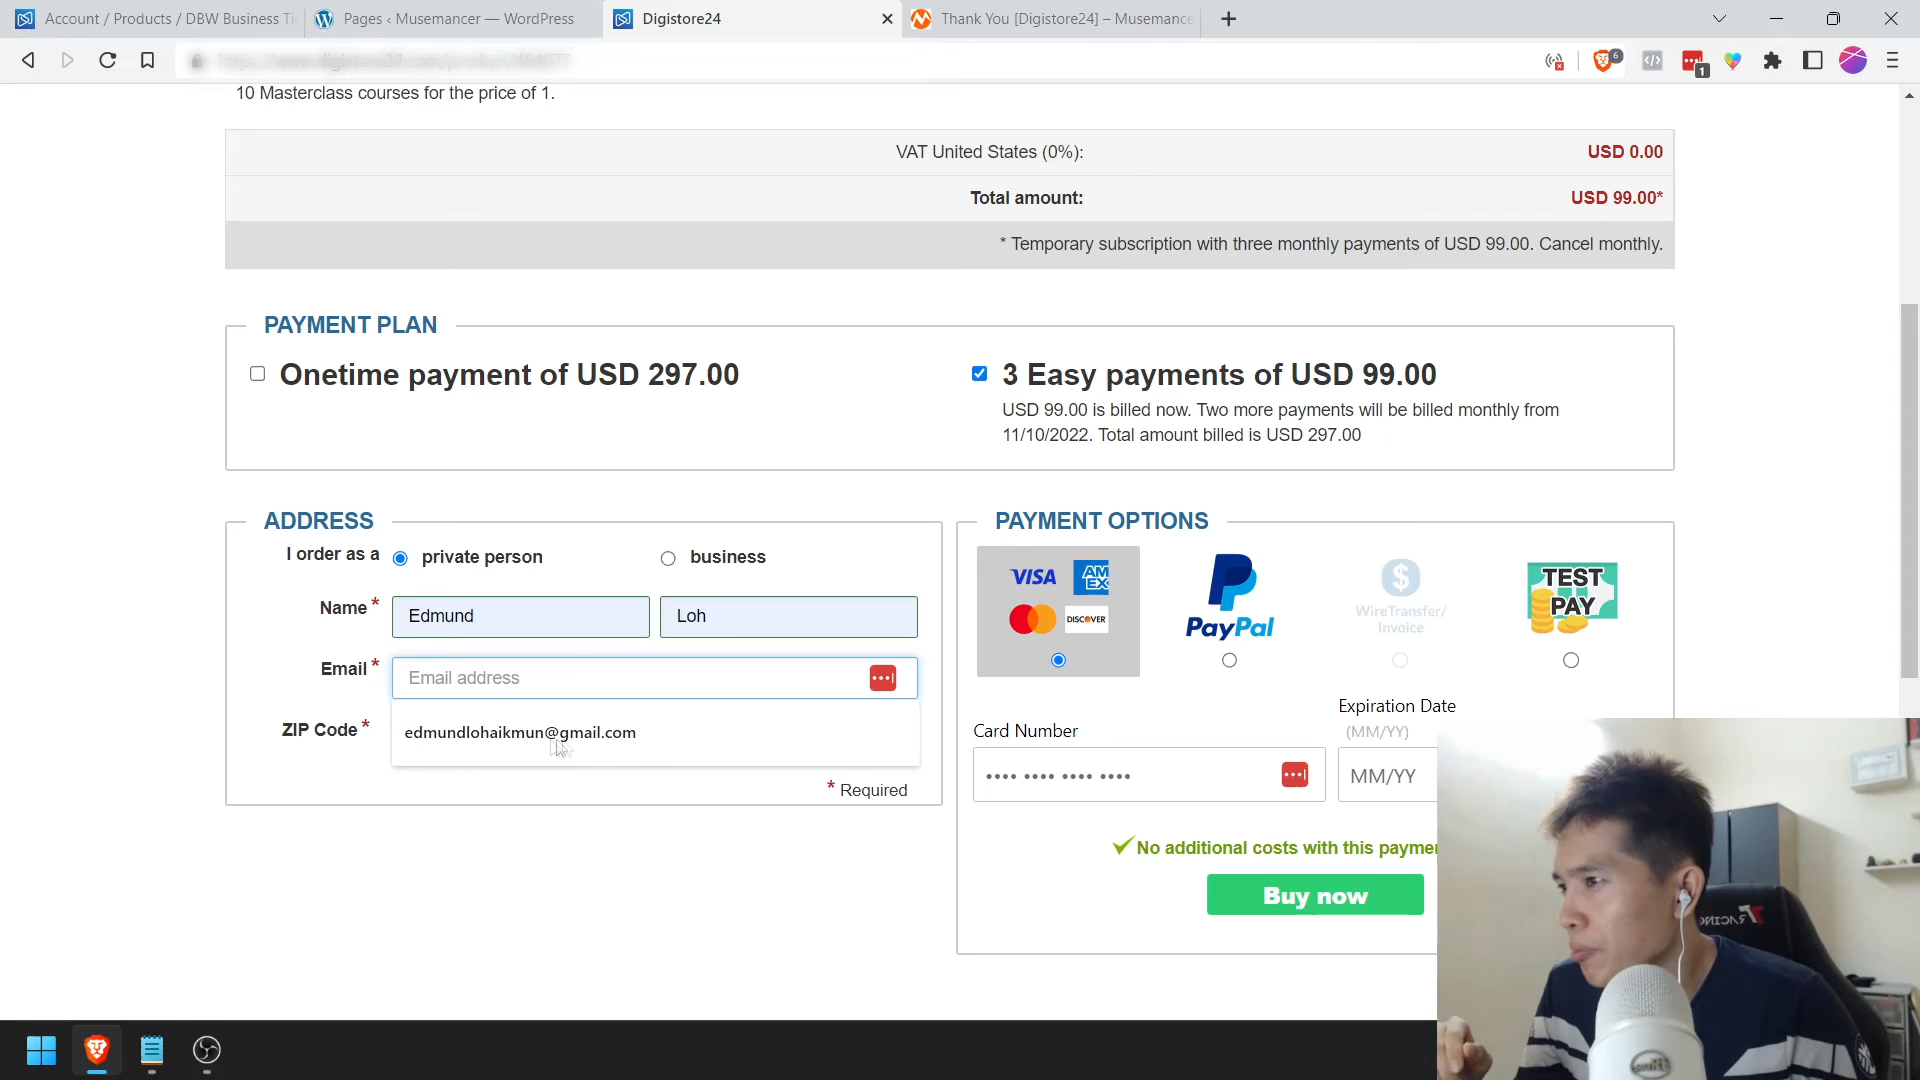 Account / Products / DBW Business Ti
Pages ‹ Musemancer — WordPress
Digistore24
Thank You [Digistore24] – Musemance
6
1
10 Masterclass courses for the price of 1.
VAT United States (0%):
USD 0.00
Total amount:
USD 99.00*
* Temporary subscription with three monthly payments of USD 99.00. Cancel monthly.
PAYMENT PLAN
Onetime payment of USD 297.00
3 Easy payments of USD 99.00
USD 99.00 is billed now. Two more payments will be billed monthly from
11/10/2022. Total amount billed is USD 297.00
ADDRESS
I order as a
private person
business
Name *
Edmund
Loh
Email *
Email address
edmundlohaikmun@gmail.com
ZIP Code *
* Required
PAYMENT OPTIONS
VISA
AM
EX
DISCOVER
PayPal
WireTransfer/
Invoice
TEST
PAY
Card Number
Expiration Date
(MM/YY)
MM/YY
No additional costs with this paymen
Buy now